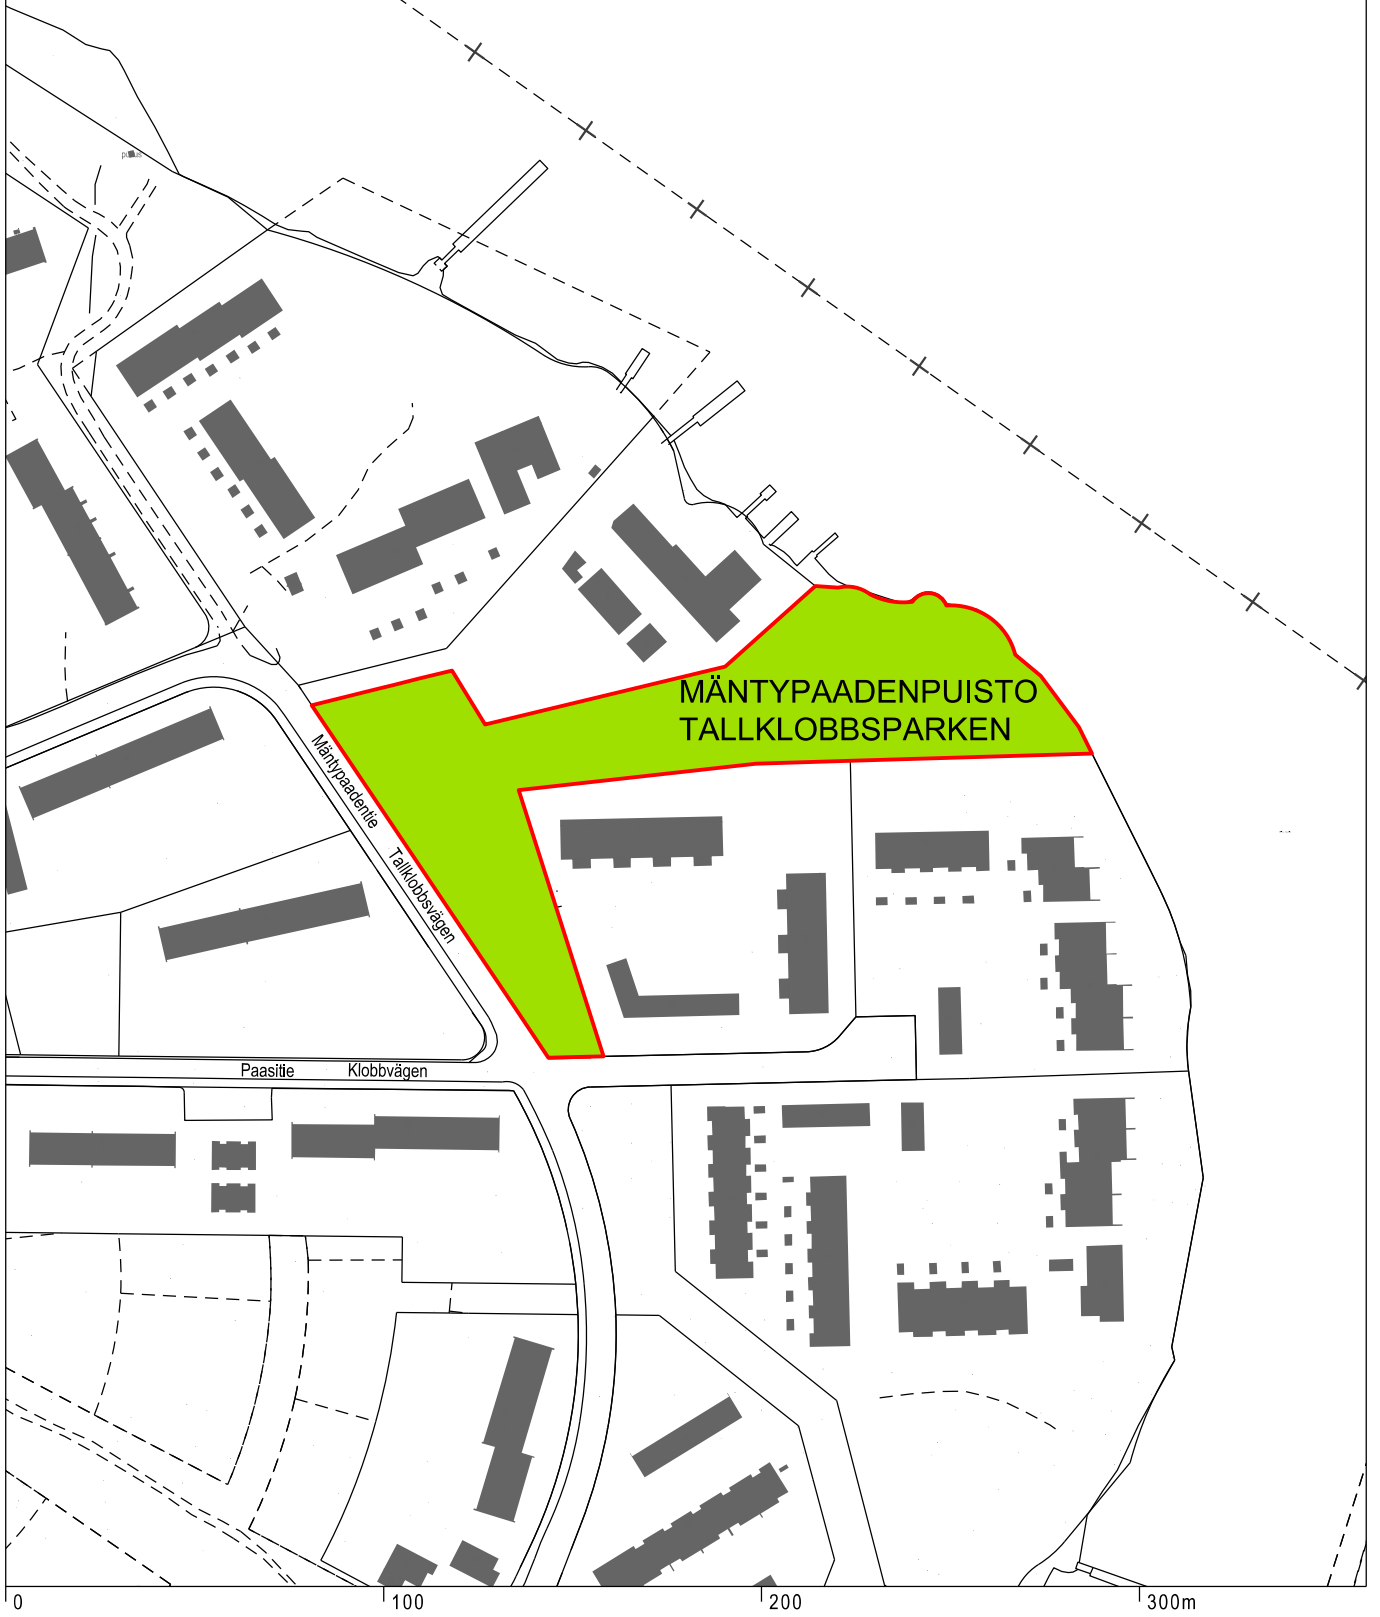 MÄNTYPAADENPUISTO
TALLKLOBBSPARKEN
Mäntypaadentie
Tallklobbsvägen
Paasitie Klobbvägen
0 100 200 300m